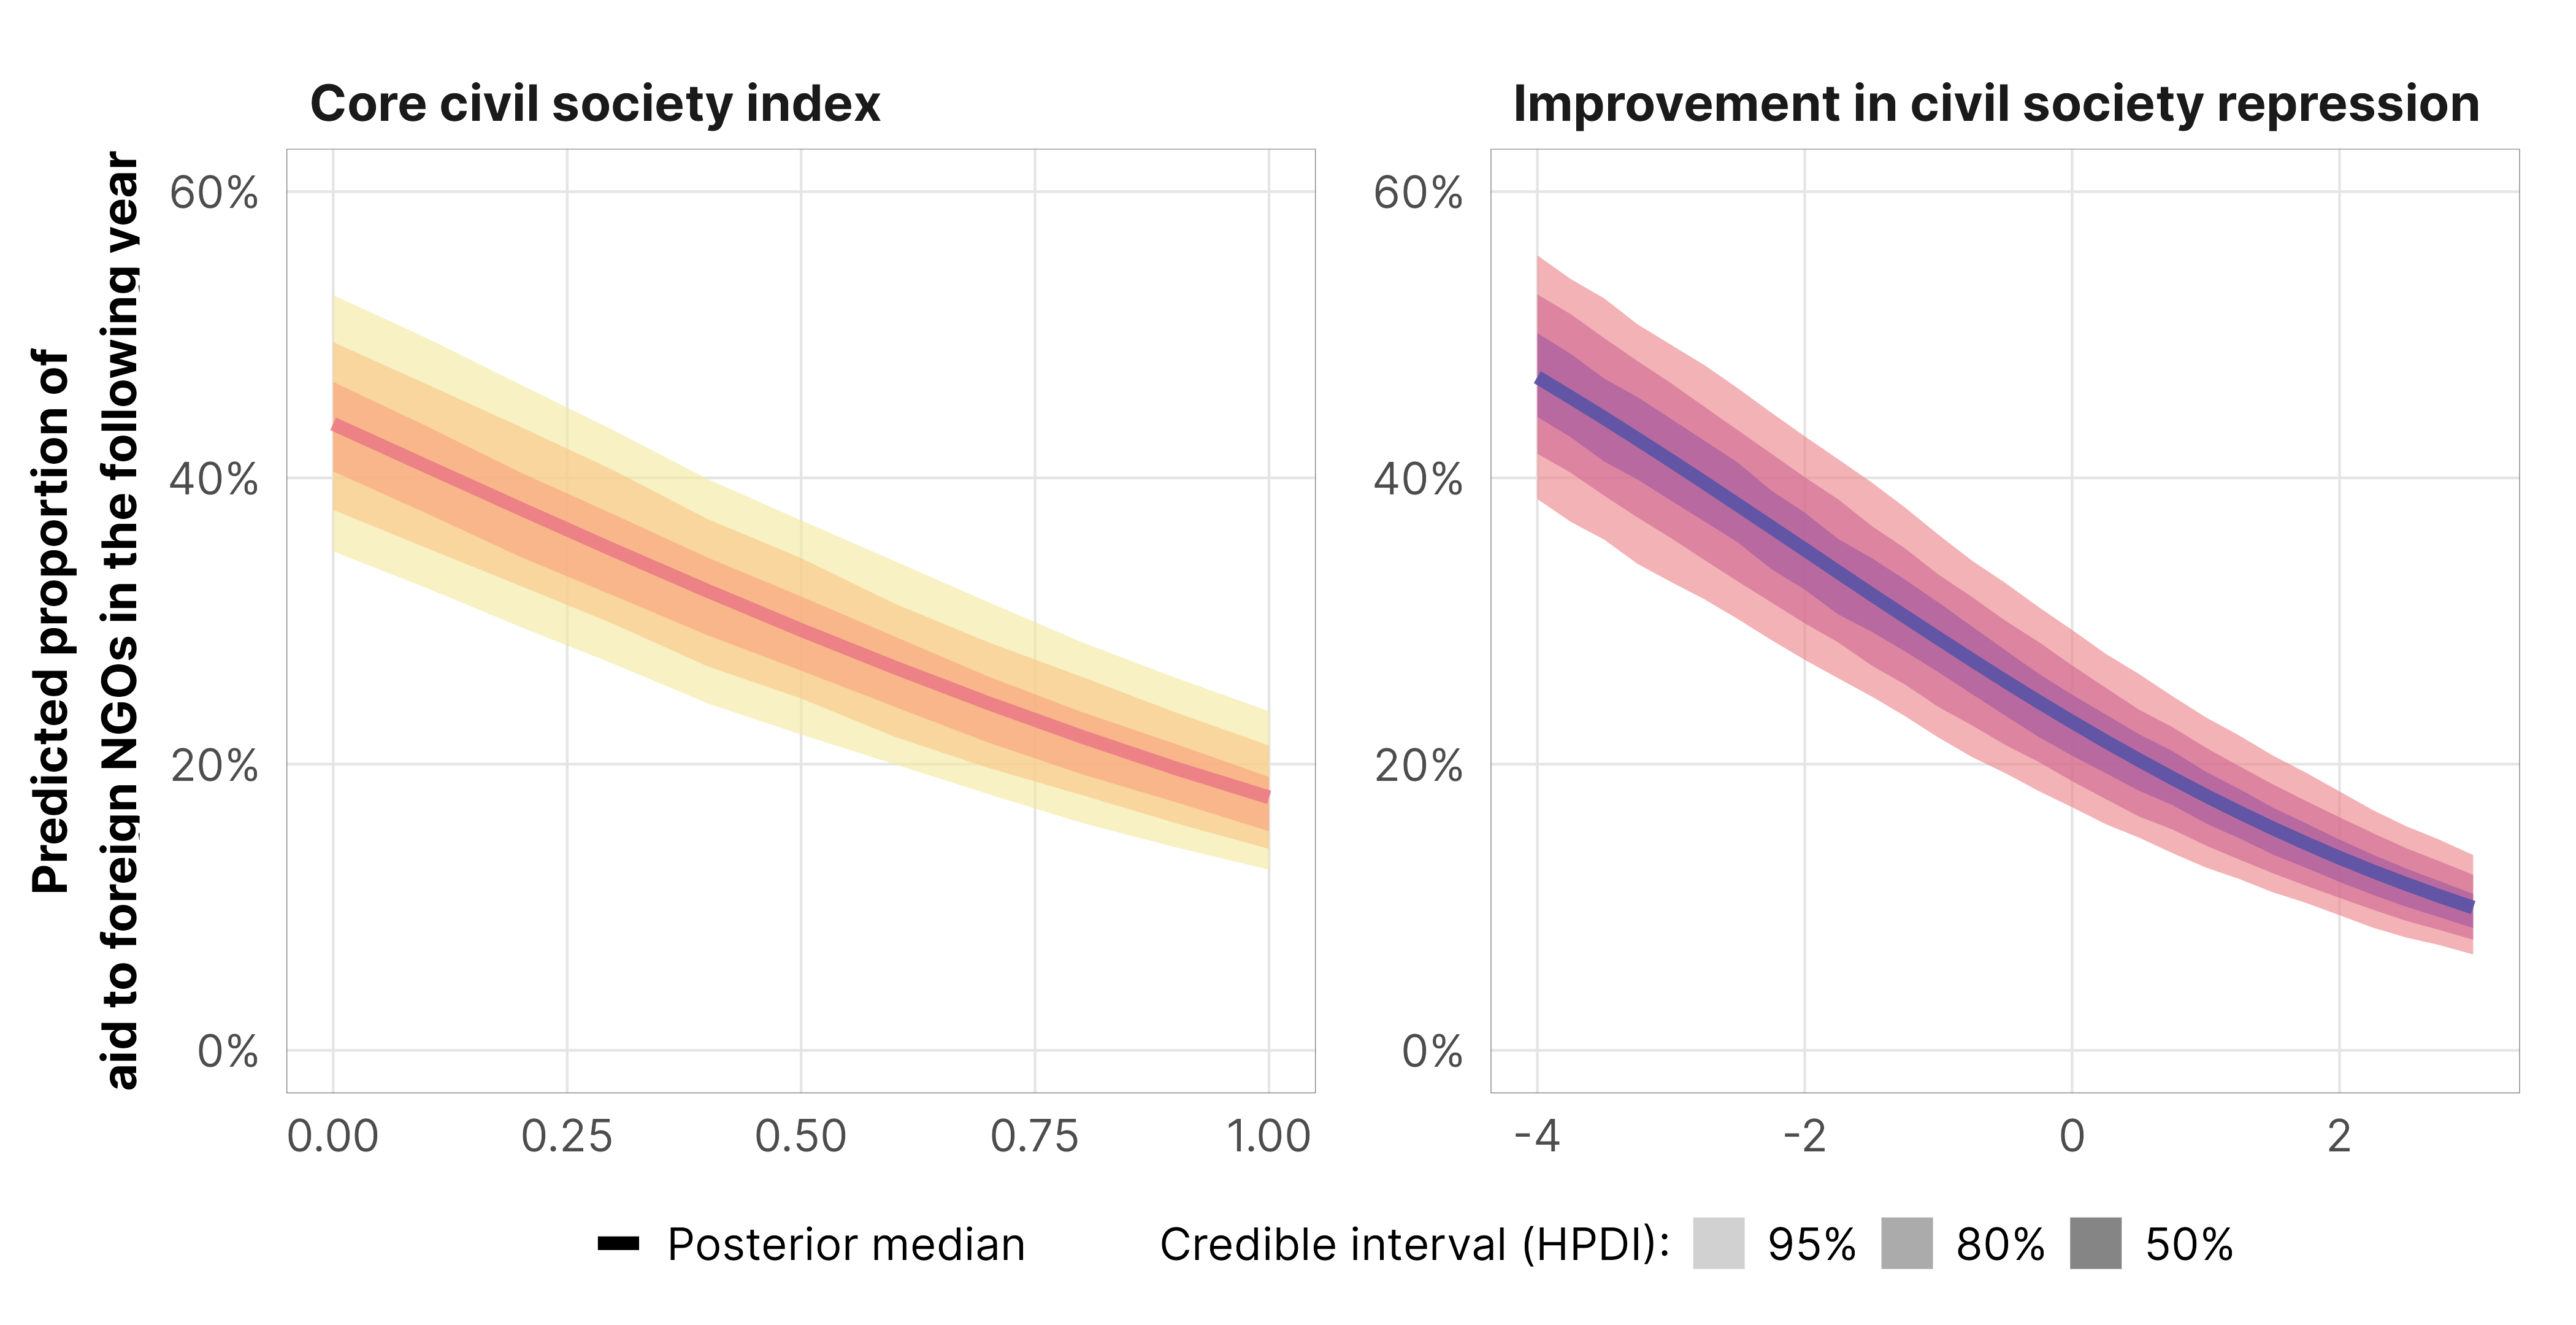 Core civil society index
Improvement in civil society repression
Predicted proportion of
aid to foreign NGOs in the following year
60%
40%
20%
0%
60%
40%
20%
0%
0.00 0.25 0.50 0.75 1.00
-4 -2 0 2
Posterior median
Credible interval (HPDI): 95% 80% 50%